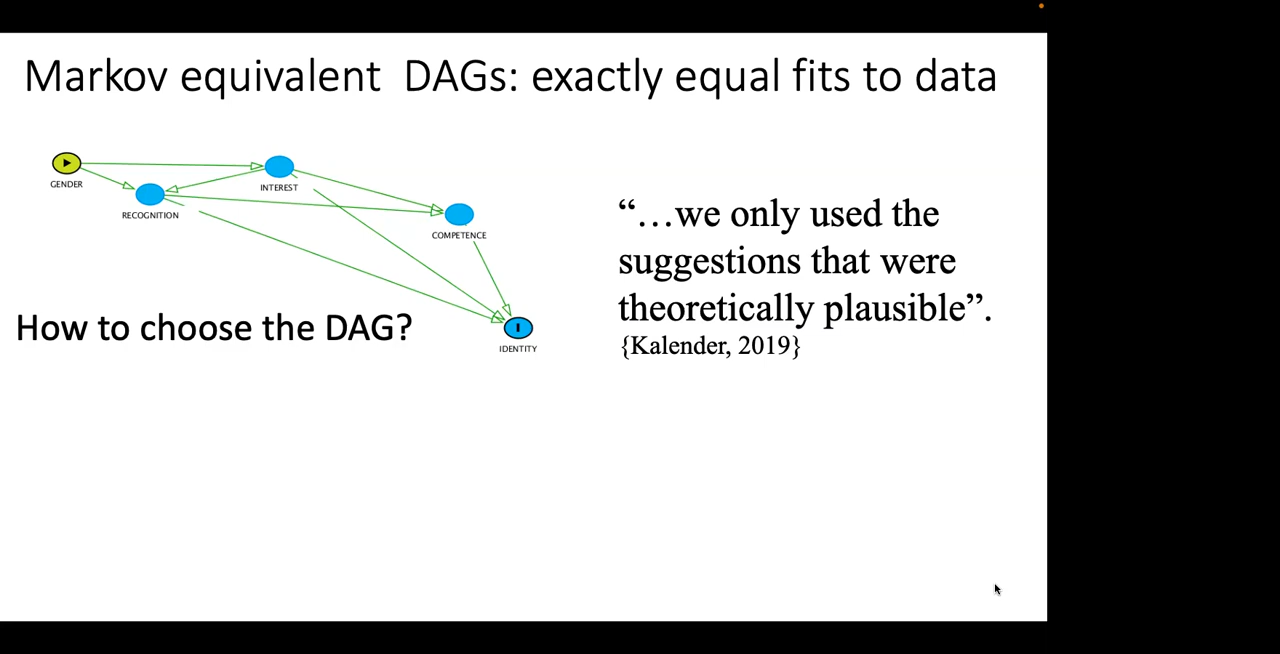 Markov equivalent DAGs: exactly equal fits to data
GENDER
INTEREST
RECOGNITION
COMPETENCE
IDENTITY
How to choose the DAG?
“…we only used the
suggestions that were
theoretically plausible”.
{Kalender, 2019}